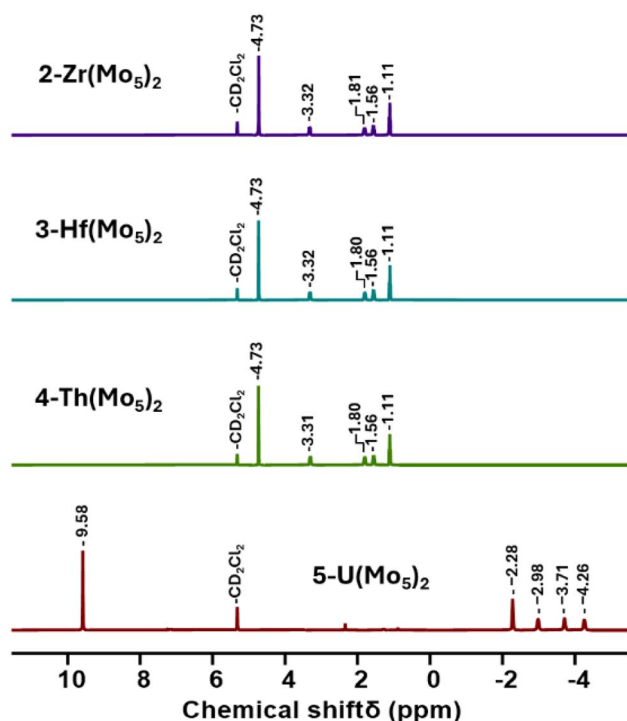 2-Zr(Mo₅)₂
-CD₂Cl₂
-4.73
-3.32
-1.81
-1.56
-1.11
3-Hf(Mo₅)₂
-CD₂Cl₂
-4.73
-3.32
-1.80
-1.56
-1.11
4-Th(Mo₅)₂
-CD₂Cl₂
-4.73
-3.31
-1.80
-1.56
-1.11
-9.58
-CD₂Cl₂
5-U(Mo₅)₂
--2.28
--2.98
--3.71
--4.26
10 8 6 4 2 0 -2 -4
Chemical shiftδ (ppm)